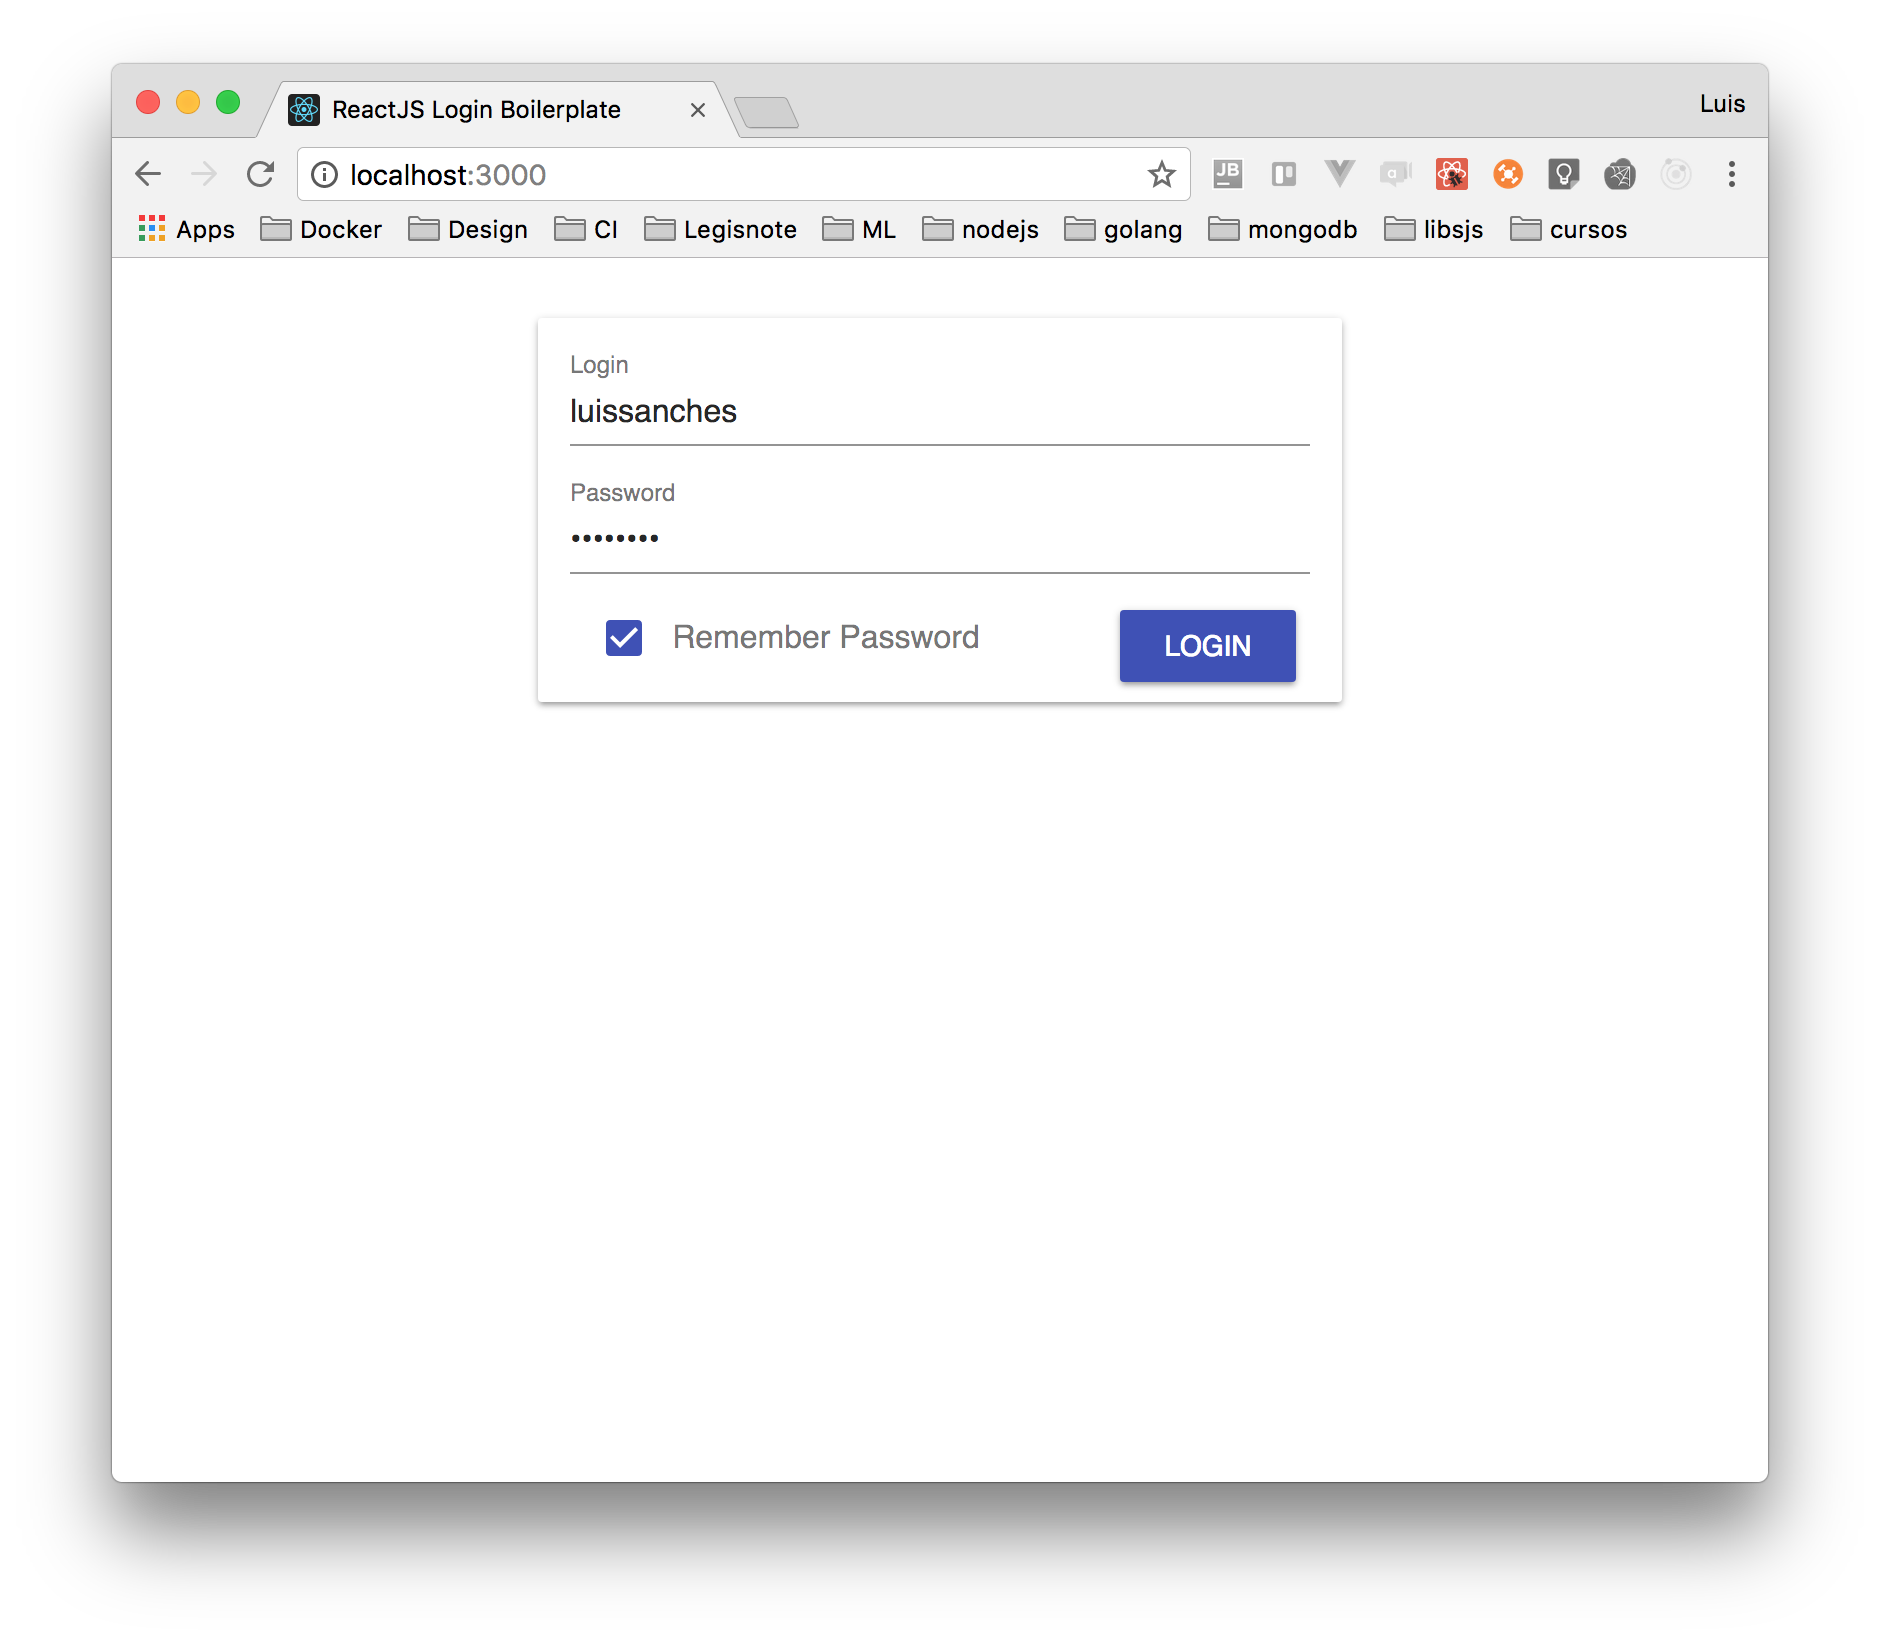 ReactJS Login Boilerplate
Luis
localhost:3000
JB
a
Apps Docker Design CI Legisnote ML nodejs golang mongodb libsjs cursos
Login
luissanches
Password
••••••••
Remember Password
LOGIN